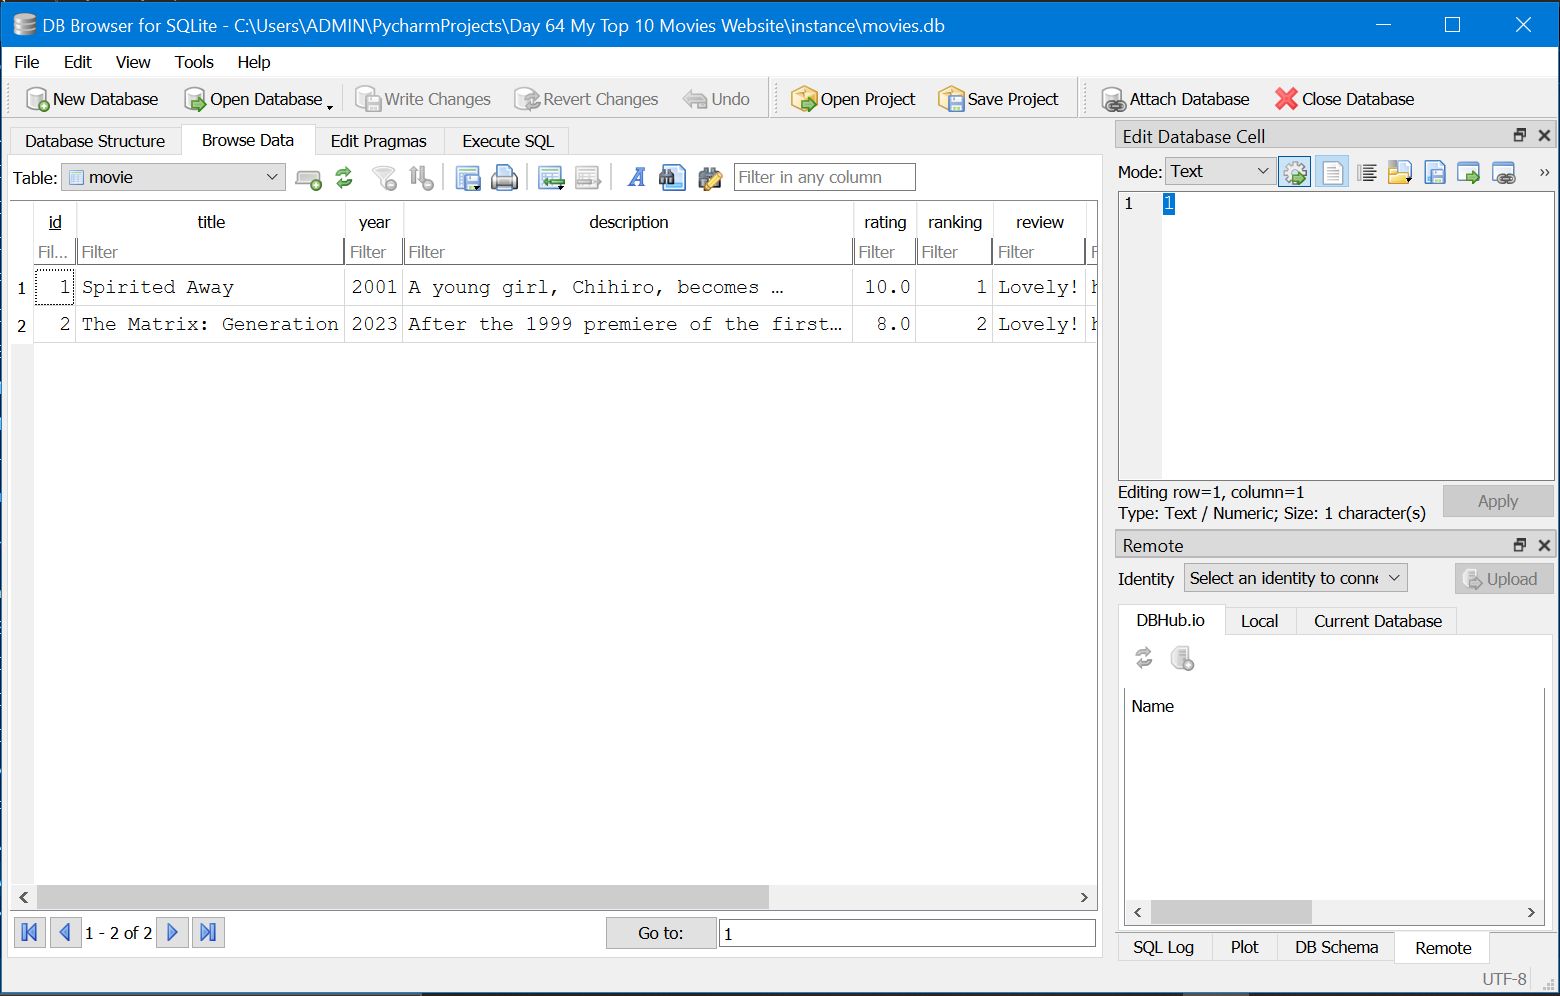 DB Browser for SQLite - C:\Users\ADMIN\PycharmProjects\Day 64 My Top 10 Movies Website\instance\movies.db
File Edit View Tools Help
New Database Open Database Write Changes Revert Changes Undo Open Project Save Project Attach Database Close Database
Database Structure Browse Data Edit Pragmas Execute SQL
Table: movie Filter in any column
id title year description rating ranking review
Fil... Filter Filter Filter Filter Filter Filter F
1 1 Spirited Away 2001 A young girl, Chihiro, becomes … 10.0 1 Lovely! h
2 2 The Matrix: Generation 2023 After the 1999 premiere of the first… 8.0 2 Lovely! h
1 - 2 of 2 Go to: 1
Edit Database Cell
Mode: Text
1 1
Editing row=1, column=1
Type: Text / Numeric; Size: 1 character(s)
Apply
Remote
Identity Select an identity to conne Upload
DBHub.io Local Current Database
Name
SQL Log Plot DB Schema Remote
UTF-8